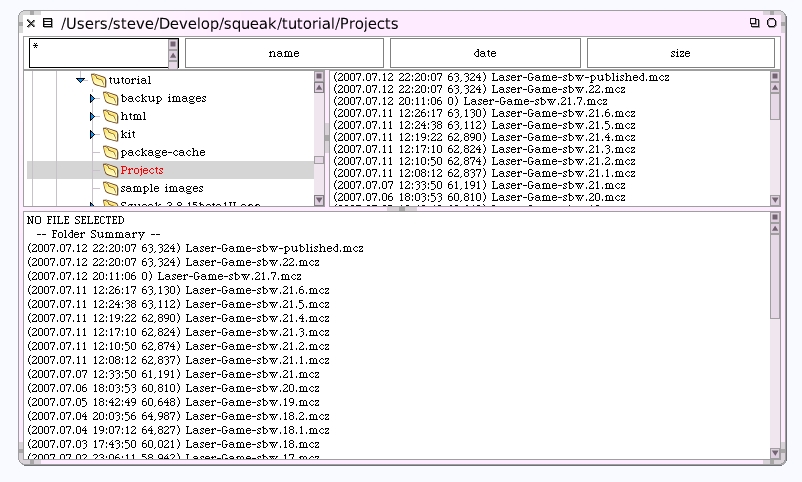 /Users/steve/Develop/squeak/tutorial/Projects
* name date size
tutorial
backup images
html
kit
package-cache
Projects
sample images
Squeak 3.8.15beta1U.app
(2007.07.12 22:20:07 63,324) Laser-Game-sbw-published.mcz
(2007.07.12 22:20:07 63,324) Laser-Game-sbw.22.mcz
(2007.07.12 20:11:06 0) Laser-Game-sbw.21.7.mcz
(2007.07.11 12:26:17 63,130) Laser-Game-sbw.21.6.mcz
(2007.07.11 12:24:38 63,112) Laser-Game-sbw.21.5.mcz
(2007.07.11 12:19:22 62,890) Laser-Game-sbw.21.4.mcz
(2007.07.11 12:17:10 62,824) Laser-Game-sbw.21.3.mcz
(2007.07.11 12:10:50 62,874) Laser-Game-sbw.21.2.mcz
(2007.07.11 12:08:12 62,837) Laser-Game-sbw.21.1.mcz
(2007.07.07 12:33:50 61,191) Laser-Game-sbw.21.mcz
(2007.07.06 18:03:53 60,810) Laser-Game-sbw.20.mcz
NO FILE SELECTED
-- Folder Summary --
(2007.07.12 22:20:07 63,324) Laser-Game-sbw-published.mcz
(2007.07.12 22:20:07 63,324) Laser-Game-sbw.22.mcz
(2007.07.12 20:11:06 0) Laser-Game-sbw.21.7.mcz
(2007.07.11 12:26:17 63,130) Laser-Game-sbw.21.6.mcz
(2007.07.11 12:24:38 63,112) Laser-Game-sbw.21.5.mcz
(2007.07.11 12:19:22 62,890) Laser-Game-sbw.21.4.mcz
(2007.07.11 12:17:10 62,824) Laser-Game-sbw.21.3.mcz
(2007.07.11 12:10:50 62,874) Laser-Game-sbw.21.2.mcz
(2007.07.11 12:08:12 62,837) Laser-Game-sbw.21.1.mcz
(2007.07.07 12:33:50 61,191) Laser-Game-sbw.21.mcz
(2007.07.06 18:03:53 60,810) Laser-Game-sbw.20.mcz
(2007.07.05 18:42:49 60,648) Laser-Game-sbw.19.mcz
(2007.07.04 20:03:56 64,987) Laser-Game-sbw.18.2.mcz
(2007.07.04 19:07:12 64,827) Laser-Game-sbw.18.1.mcz
(2007.07.03 17:43:50 60,021) Laser-Game-sbw.18.mcz
(2007.07.02 23:06:11 58,942) Laser-Game-sbw.17.mcz